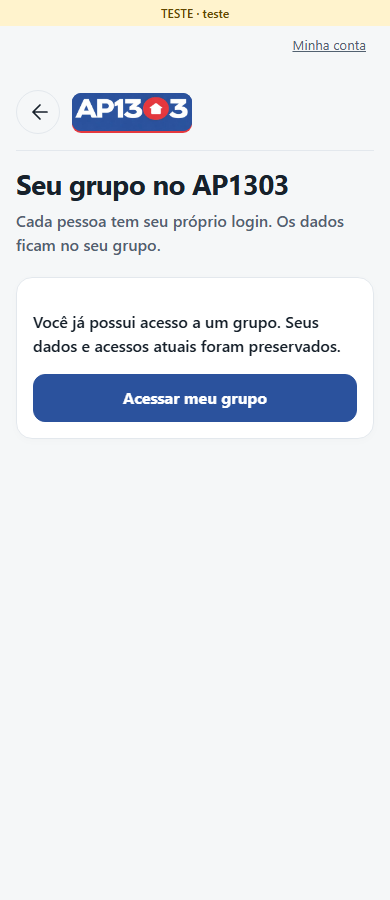 TESTE · teste
Minha conta
AP1303
Seu grupo no AP1303
Cada pessoa tem seu próprio login. Os dados
ficam no seu grupo.
Você já possui acesso a um grupo. Seus
dados e acessos atuais foram preservados.
Acessar meu grupo